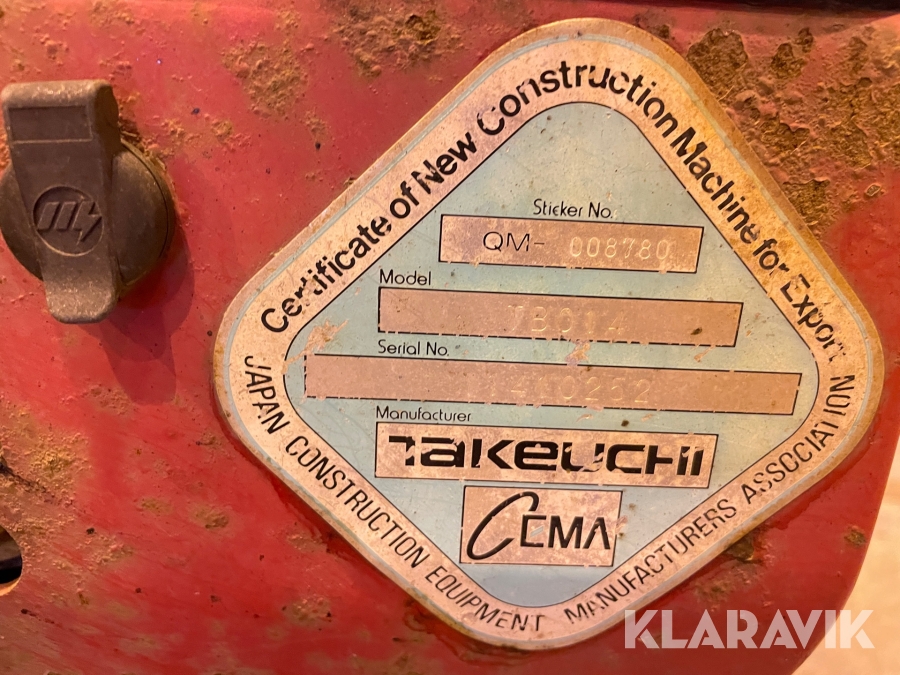 Certificate of New Construction Machine for Export
Sticker No.
QM- 008780
Model
Serial No.
Manufacturer
TAKEUCHI
CEMA
JAPAN CONSTRUCTION EQUIPMENT MANUFACTURERS ASSOCIATION
KLARAVIK